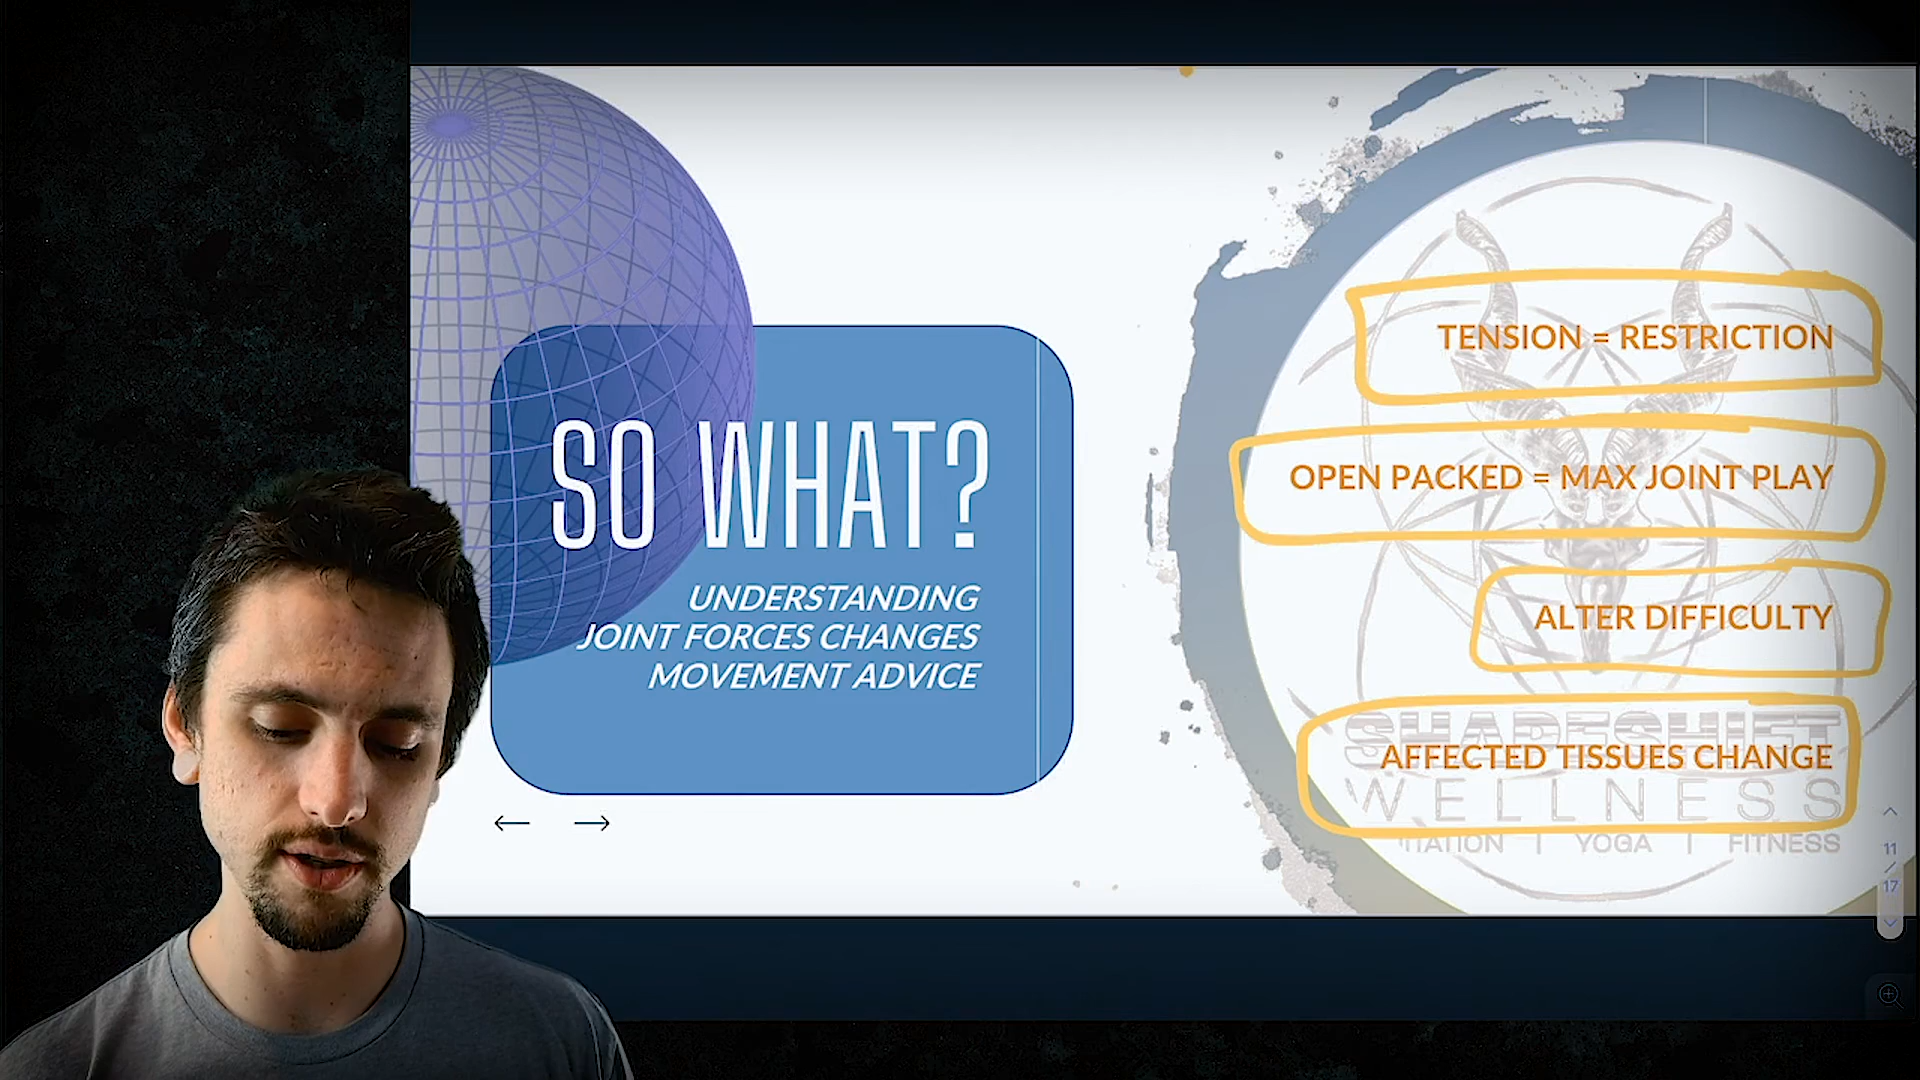 SO WHAT?
UNDERSTANDING
JOINT FORCES CHANGES
MOVEMENT ADVICE
TENSION = RESTRICTION
OPEN PACKED = MAX JOINT PLAY
ALTER DIFFICULTY
AFFECTED TISSUES CHANGE
SHADESHIFT
WELLNESS
YOGA | FITNESS
11
/
17